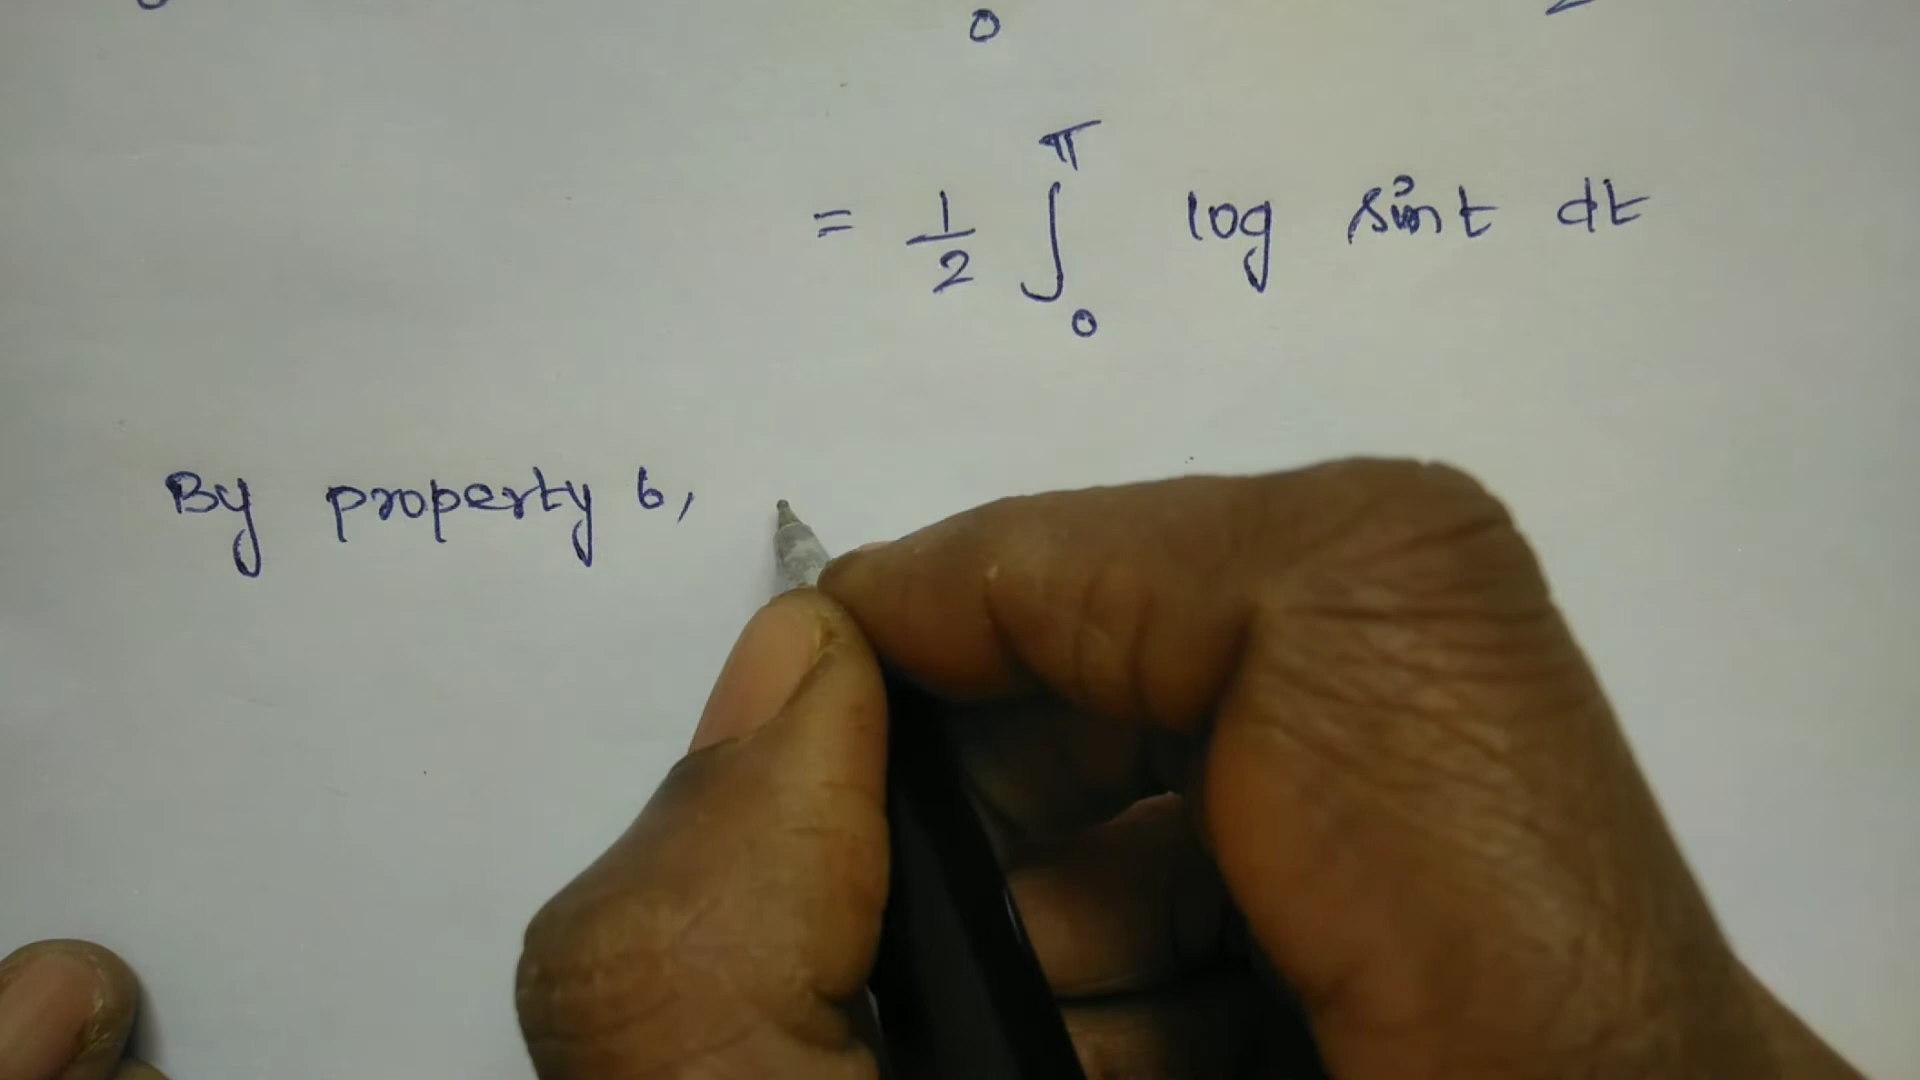 0
= 1/2 ∫₀^π log sin t dt
By property 6,